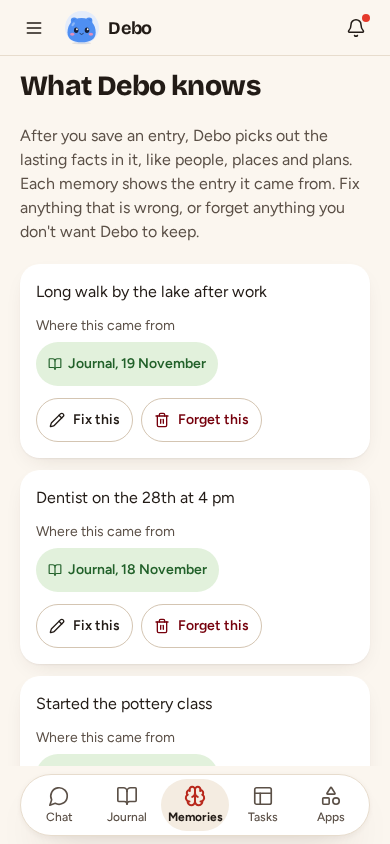 Debo
What Debo knows
After you save an entry, Debo picks out the
lasting facts in it, like people, places and plans.
Each memory shows the entry it came from. Fix
anything that is wrong, or forget anything you
don't want Debo to keep.
Long walk by the lake after work
Where this came from
Journal, 19 November
Fix this
Forget this
Dentist on the 28th at 4 pm
Where this came from
Journal, 18 November
Fix this
Forget this
Started the pottery class
Where this came from
Chat
Journal
Memories
Tasks
Apps